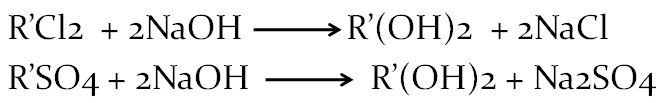 R’Cl2 + 2NaOH ⟶ R’(OH)2 + 2NaCl
R’SO4 + 2NaOH ⟶ R’(OH)2 + Na2SO4